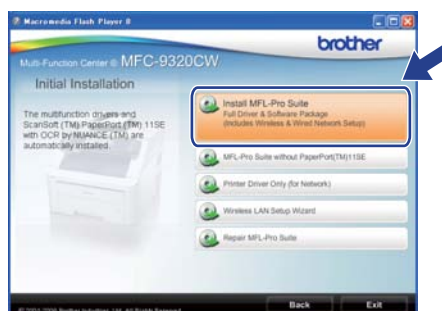 Macromedia Flash Player 8
brother
Multi-Function Center ® MFC-9320CW
Initial Installation
The multifunction drivers and
ScanSoft (TM) PaperPort (TM) 11SE
with OCR by NUANCE (TM) are
automatically installed.
Install MFL-Pro Suite
Full Driver & Software Package
(Includes Wireless & Wired Network Setup)
MFL-Pro Suite without PaperPort(TM)11SE
Printer Driver Only (for Network)
Wireless LAN Setup Wizard
Repair MFL-Pro Suite
Back
Exit